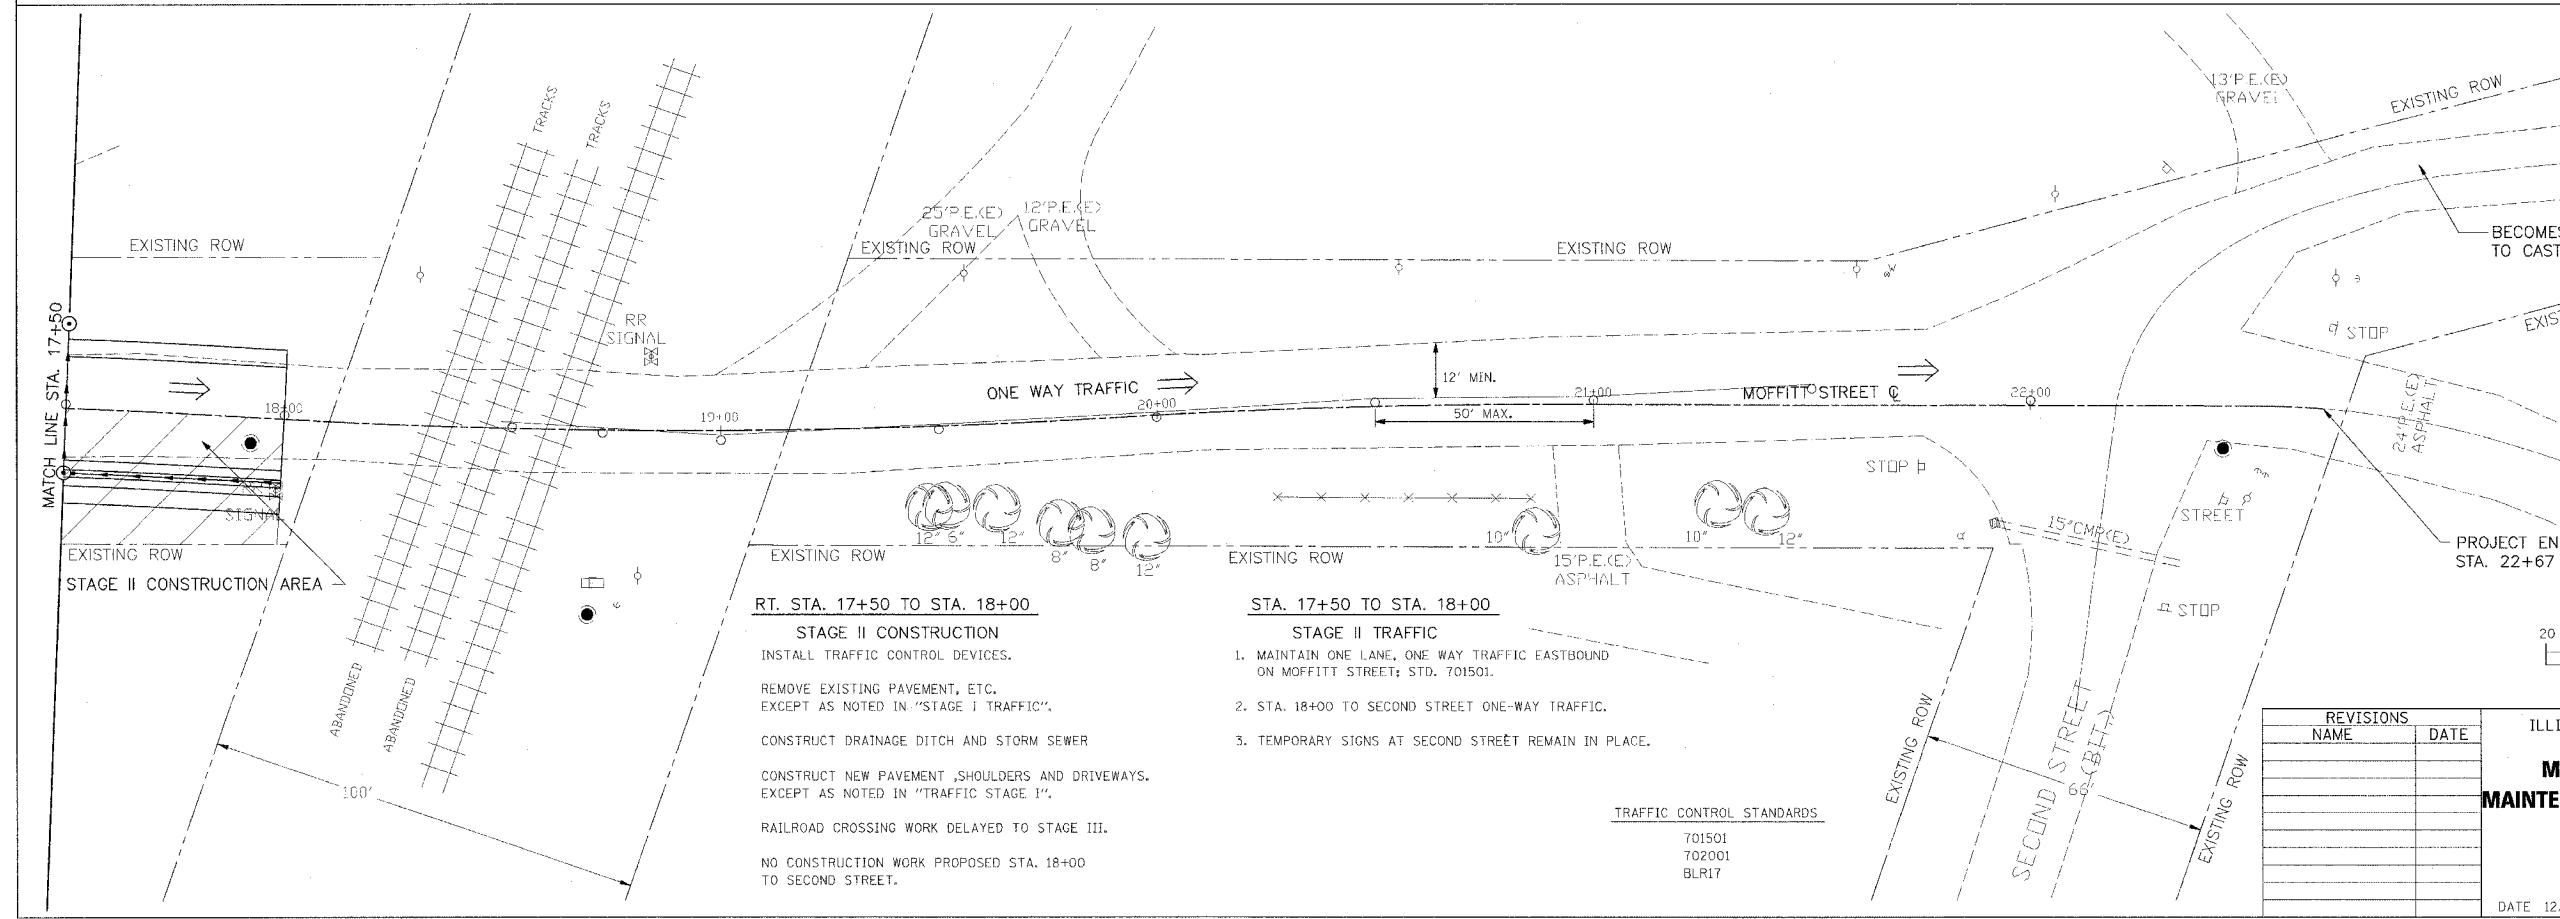 MATCH LINE STA. 17+50
EXISTING ROW
TRACKS
TRACKS
RR
SIGNAL
25'P.E.(E)
GRAVEL
12'P.E.(E)
GRAVEL
EXISTING ROW
EXISTING ROW
13'P.E.(E)
GRAVEL
EXISTING ROW
BECOMES
TO CAST
STOP
EXIS
18+00
19+00
ONE WAY TRAFFIC
20+00
12' MIN.
50' MAX.
21+00
MOFFITT STREET ℄
22+00
24'P.E.(E)
ASPHALT
SIGNAL
EXISTING ROW
STAGE II CONSTRUCTION AREA
STOP
12" 6"
12"
8"
8"
12"
10"
10"
12"
EXISTING ROW
EXISTING ROW
15'P.E.(E)
ASPHALT
15"CMP(E)
STREET
STOP
PROJECT EN
STA. 22+67
ABANDONED
ABANDONED
100'
RT. STA. 17+50 TO STA. 18+00
STAGE II CONSTRUCTION
INSTALL TRAFFIC CONTROL DEVICES.
REMOVE EXISTING PAVEMENT, ETC.
EXCEPT AS NOTED IN "STAGE I TRAFFIC".
CONSTRUCT DRAINAGE DITCH AND STORM SEWER
CONSTRUCT NEW PAVEMENT ,SHOULDERS AND DRIVEWAYS.
EXCEPT AS NOTED IN "TRAFFIC STAGE I".
RAILROAD CROSSING WORK DELAYED TO STAGE III.
NO CONSTRUCTION WORK PROPOSED STA. 18+00
TO SECOND STREET.
STA. 17+50 TO STA. 18+00
STAGE II TRAFFIC
1. MAINTAIN ONE LANE, ONE WAY TRAFFIC EASTBOUND
ON MOFFITT STREET; STD. 701501.
2. STA. 18+00 TO SECOND STREET ONE-WAY TRAFFIC.
3. TEMPORARY SIGNS AT SECOND STREET REMAIN IN PLACE.
TRAFFIC CONTROL STANDARDS
701501
702001
BLR17
EXISTING ROW
SECOND STREET
66'
EXISTING ROW
20
REVISIONS
NAME DATE
ILLI
M
MAINTE
DATE 12.